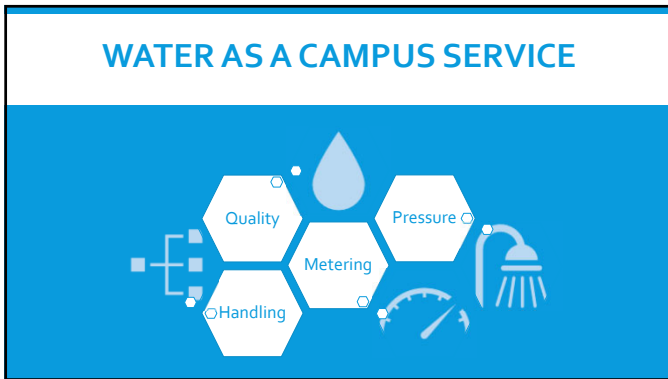 WATER AS A CAMPUS SERVICE
Quality
Pressure
Metering
Handling